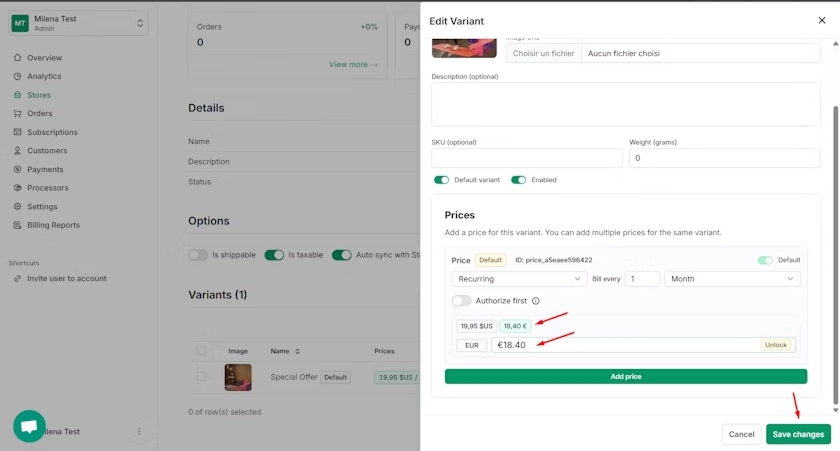 MT
Milena Test
Admin
Overview
Analytics
Stores
Orders
Subscriptions
Customers
Payments
Processors
Settings
Billing Reports
Shortcuts
Invite user to account
Test
Orders +0%
0
0
View more →
Details
Name
Description
Status
Options
Is shippable Is taxable Auto sync with
Variants (1)
Image Name Prices
Special Offer Default 19,95 $US /
0 of row(s) selected.
Edit Variant
Choisir un fichier Aucun fichier choisi
Description (optional)
SKU (optional) Weight (grams)
0
Default variant Enabled
Prices
Add a price for this variant. You can add multiple prices for the same variant.
Price Default ID: price_a5eaee596422 Default
Recurring Bill every 1 Month
Authorize first
19,95 $US 18,40 €
EUR €18.40 Unlock
Add price
Cancel Save changes